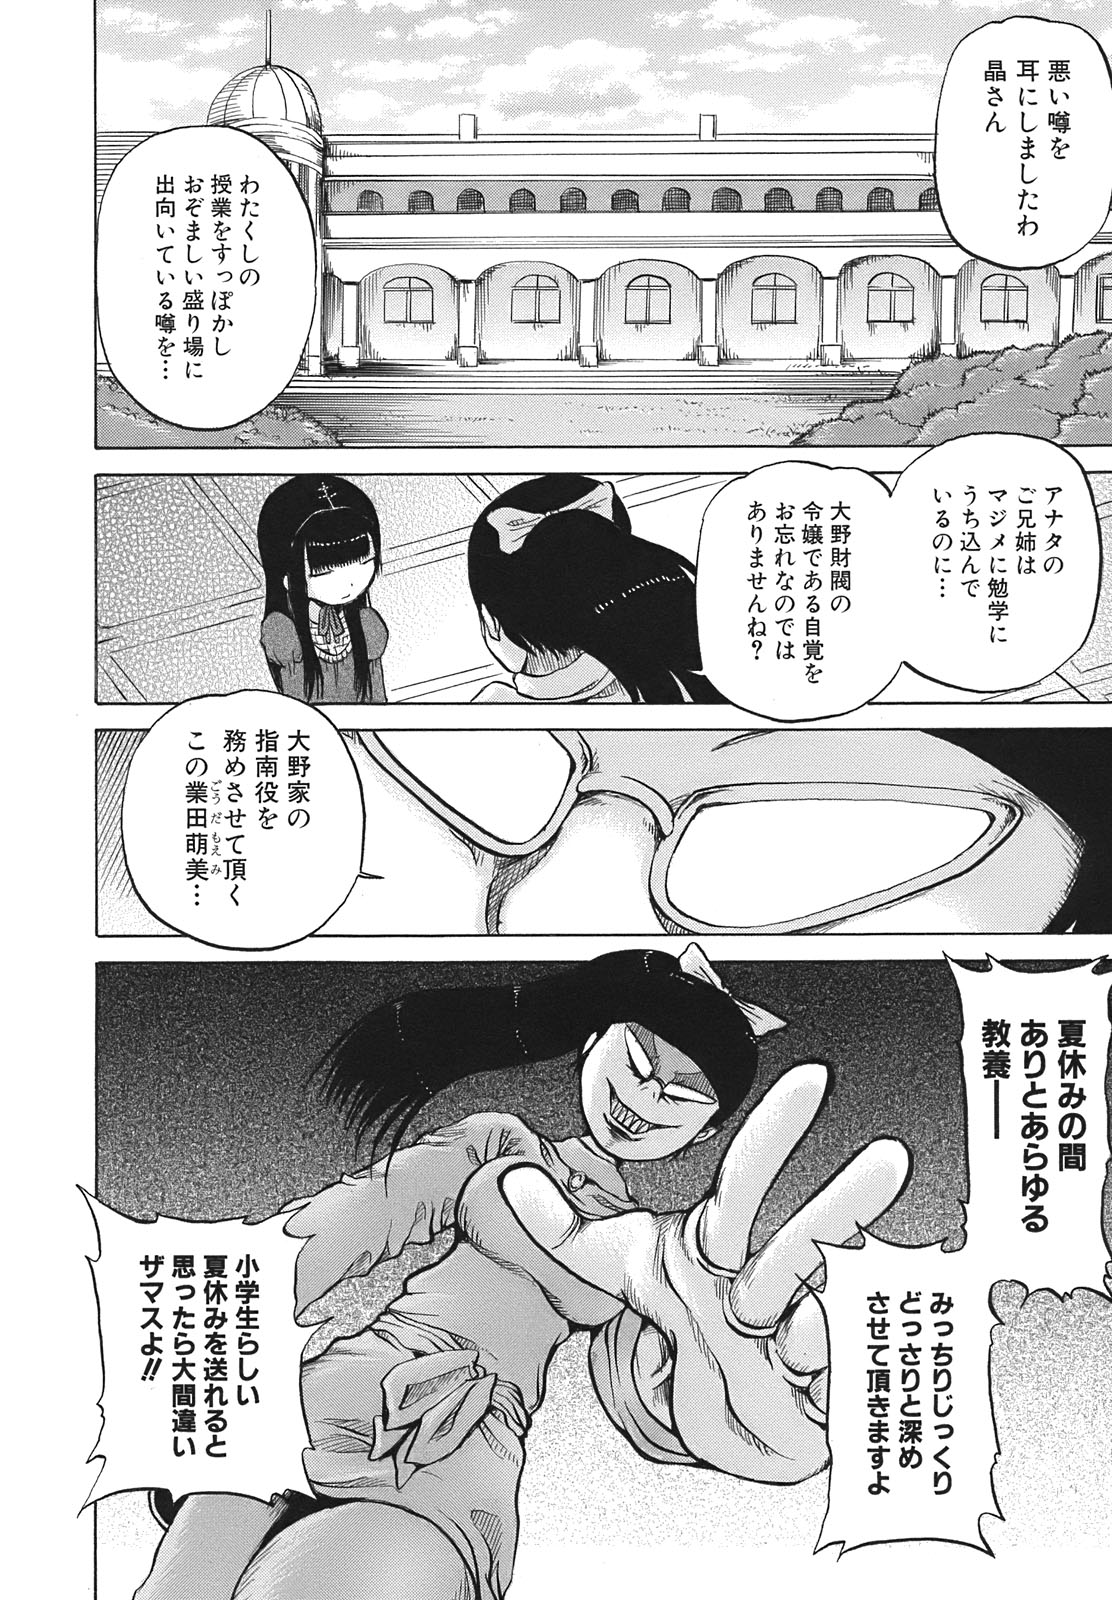 悪い噂を
耳にしましたわ
晶さん
わたくしの
授業をすっぽかし
おぞましい盛り場に
出向いている噂を…
アナタの
ご兄姉は
マジメに勉学に
うち込んで
いるのに…
大野財閥の
令嬢である自覚を
お忘れなのでは
ありませんね?
大野家の
指南役を
務めさせて頂く
この業田萌美…
ごうだもえみ
夏休みの間
ありとあらゆる
教養――
みっちりじっくり
どっさりと深め
させて頂きますよ
小学生らしい
夏休みを送れると
思ったら大間違い
ザマスよ!!